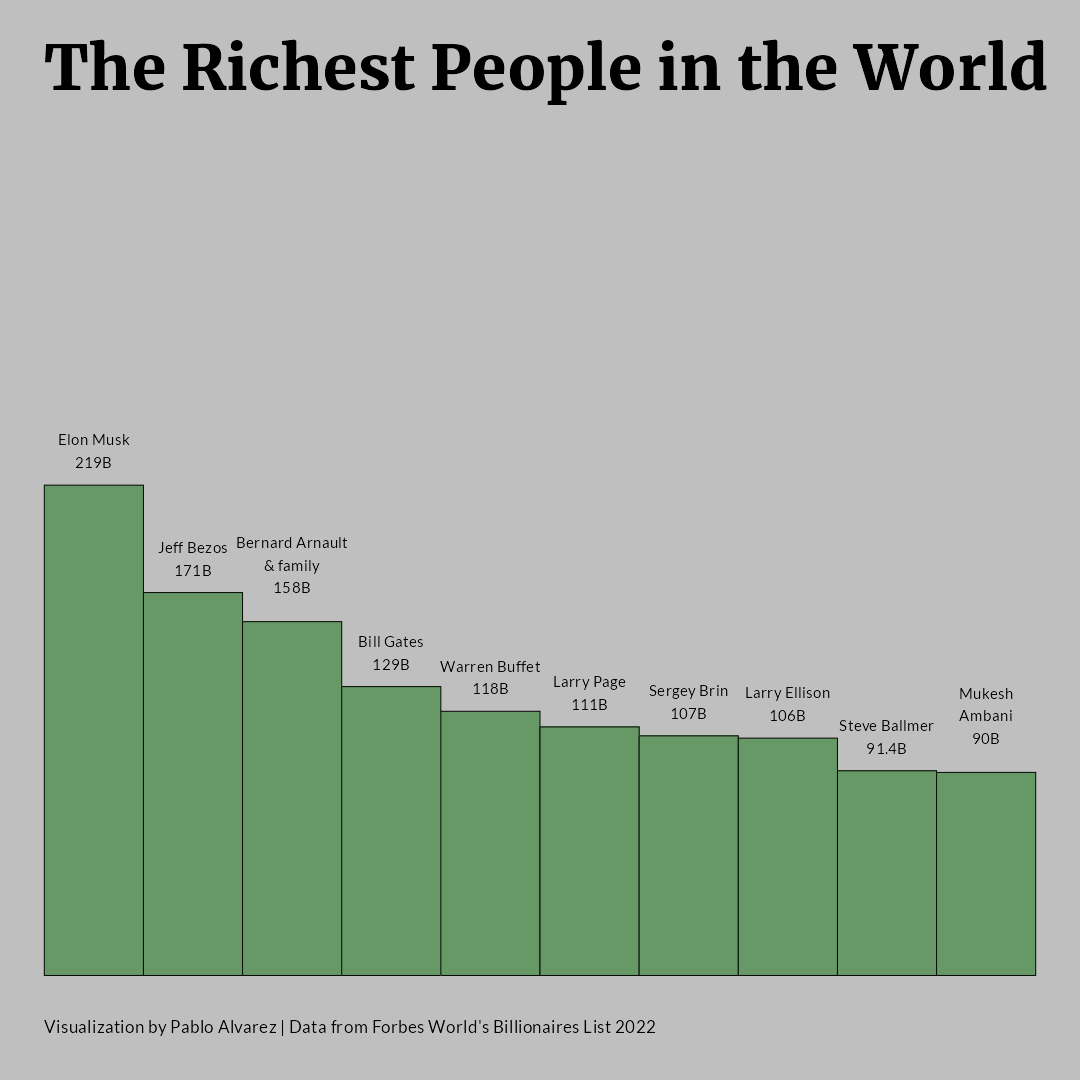 The Richest People in the World
Elon Musk
219B
Jeff Bezos
171B
Bernard Arnault
& family
158B
Bill Gates
129B
Warren Buffet
118B
Larry Page
111B
Sergey Brin
107B
Larry Ellison
106B
Steve Ballmer
91.4B
Mukesh
Ambani
90B
Visualization by Pablo Alvarez | Data from Forbes World's Billionaires List 2022